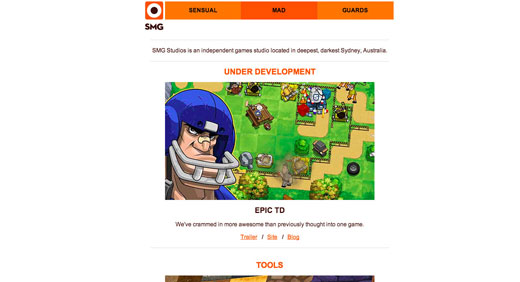 SENSUAL MAD GUARDS
SMG
SMG Studios is an independent games studio located in deepest, darkest Sydney, Australia.
UNDER DEVELOPMENT
EPIC TD
We've crammed in more awesome than previously thought into one game.
Trailer / Site / Blog
TOOLS